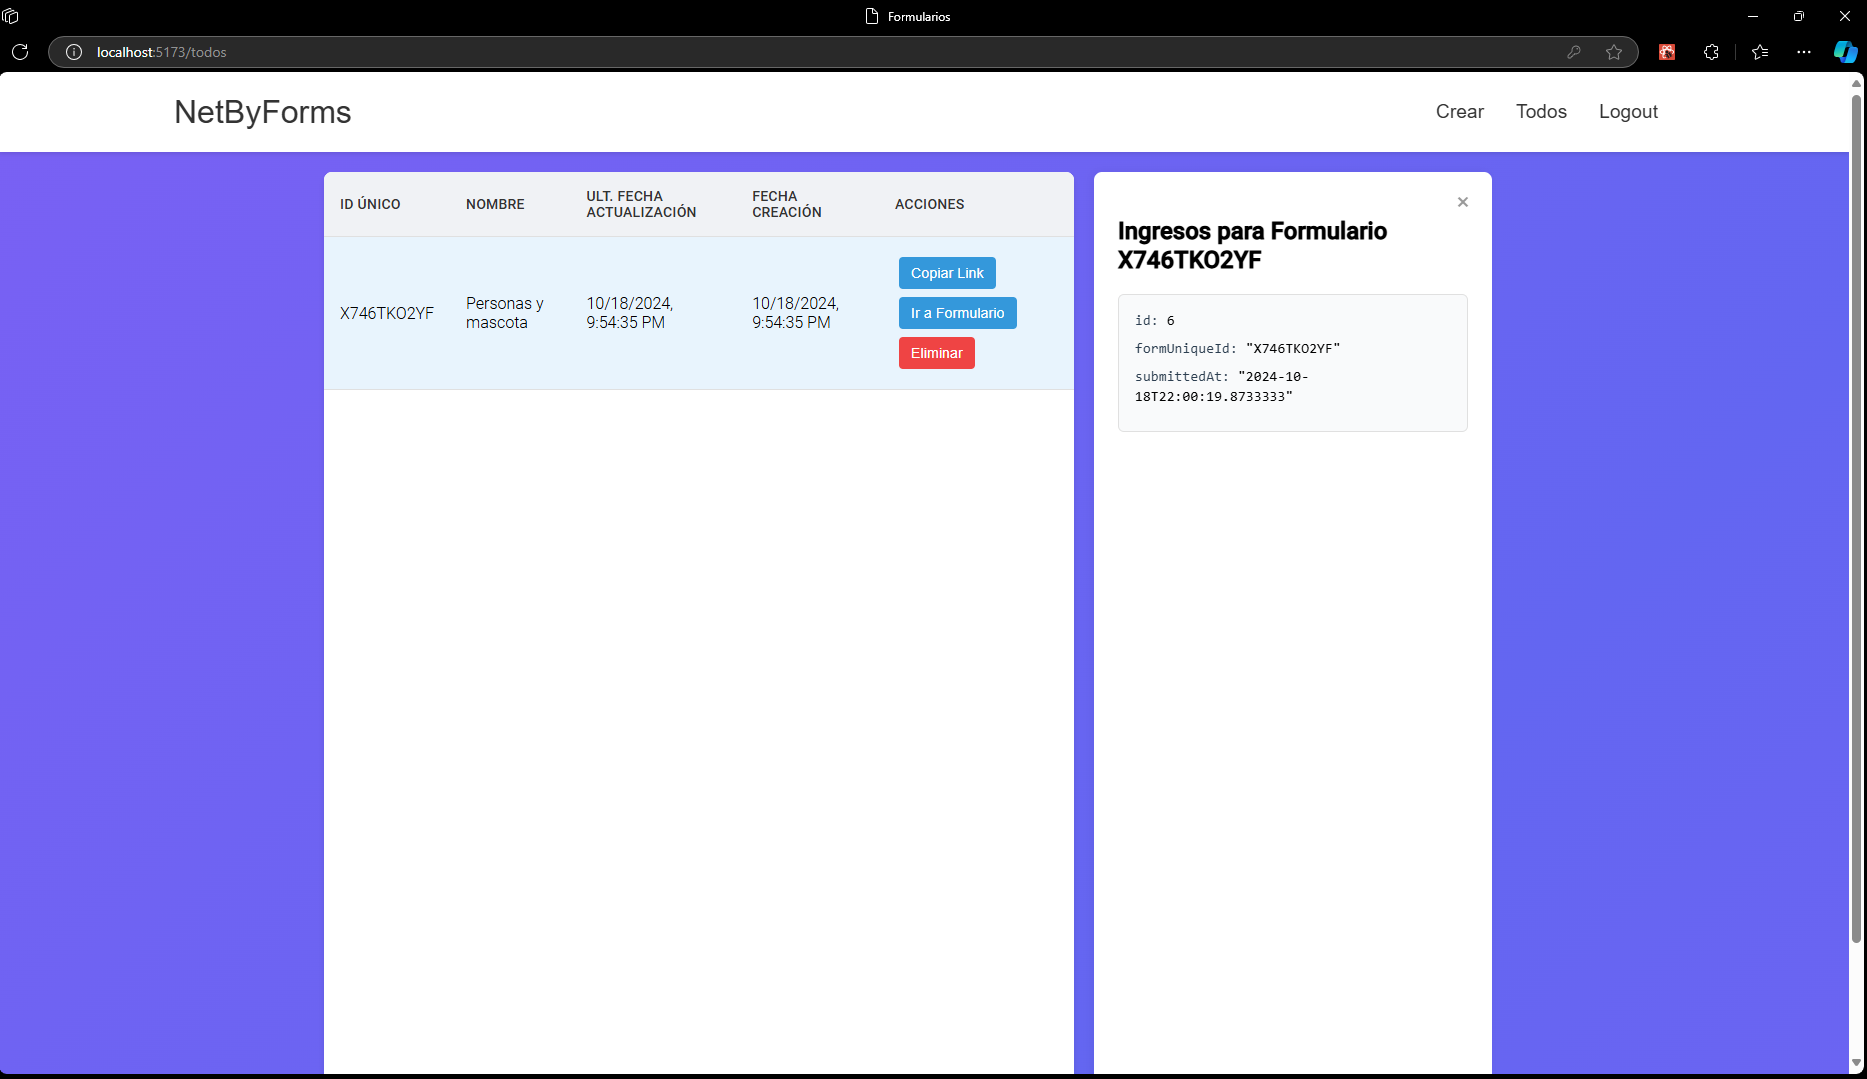 Formularios
localhost:5173/todos
NetByForms
Crear
Todos
Logout
ID ÚNICO
NOMBRE
ULT. FECHA
ACTUALIZACIÓN
FECHA
CREACIÓN
ACCIONES
X746TKO2YF
Personas y
mascota
10/18/2024,
9:54:35 PM
10/18/2024,
9:54:35 PM
Copiar Link
Ir a Formulario
Eliminar
Ingresos para Formulario
X746TKO2YF
id: 6
formUniqueId: "X746TKO2YF"
submittedAt: "2024-10-
18T22:00:19.8733333"